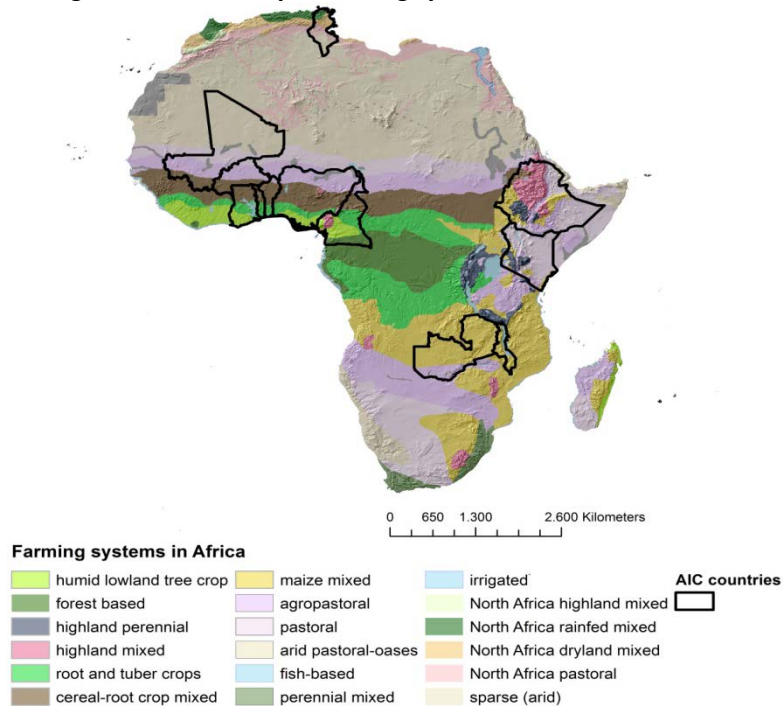 0 650 1.300 2.600 Kilometers
Farming systems in Africa
humid lowland tree crop
forest based
highland perennial
highland mixed
root and tuber crops
cereal-root crop mixed
maize mixed
agropastoral
pastoral
arid pastoral-oases
fish-based
perennial mixed
irrigated
North Africa highland mixed
North Africa rainfed mixed
North Africa dryland mixed
North Africa pastoral
sparse (arid)
AIC countries